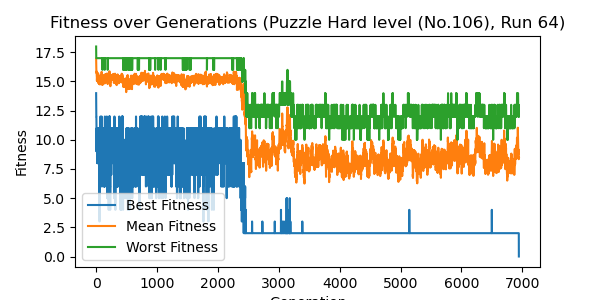 Fitness over Generations (Puzzle Hard level (No.106), Run 64)
Fitness
17.5
15.0
12.5
10.0
7.5
5.0
2.5
0.0
Best Fitness
Mean Fitness
Worst Fitness
0 1000 2000 3000 4000 5000 6000 7000
Generation